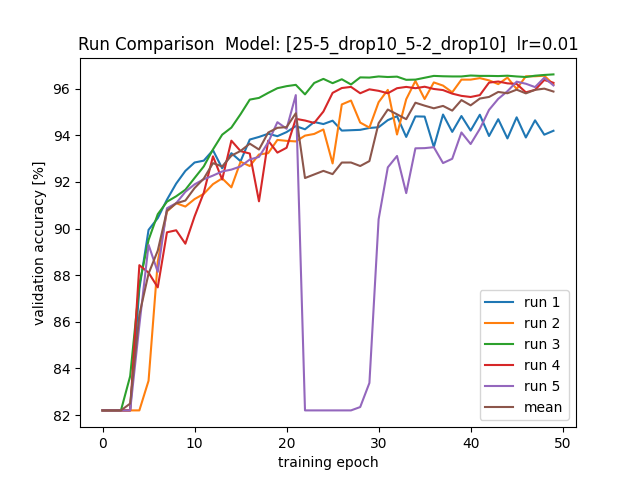 Run Comparison  Model: [25-5_drop10_5-2_drop10]  lr=0.01
validation accuracy [%]
96
94
92
90
88
86
84
82
run 1
run 2
run 3
run 4
run 5
mean
0 10 20 30 40 50
training epoch